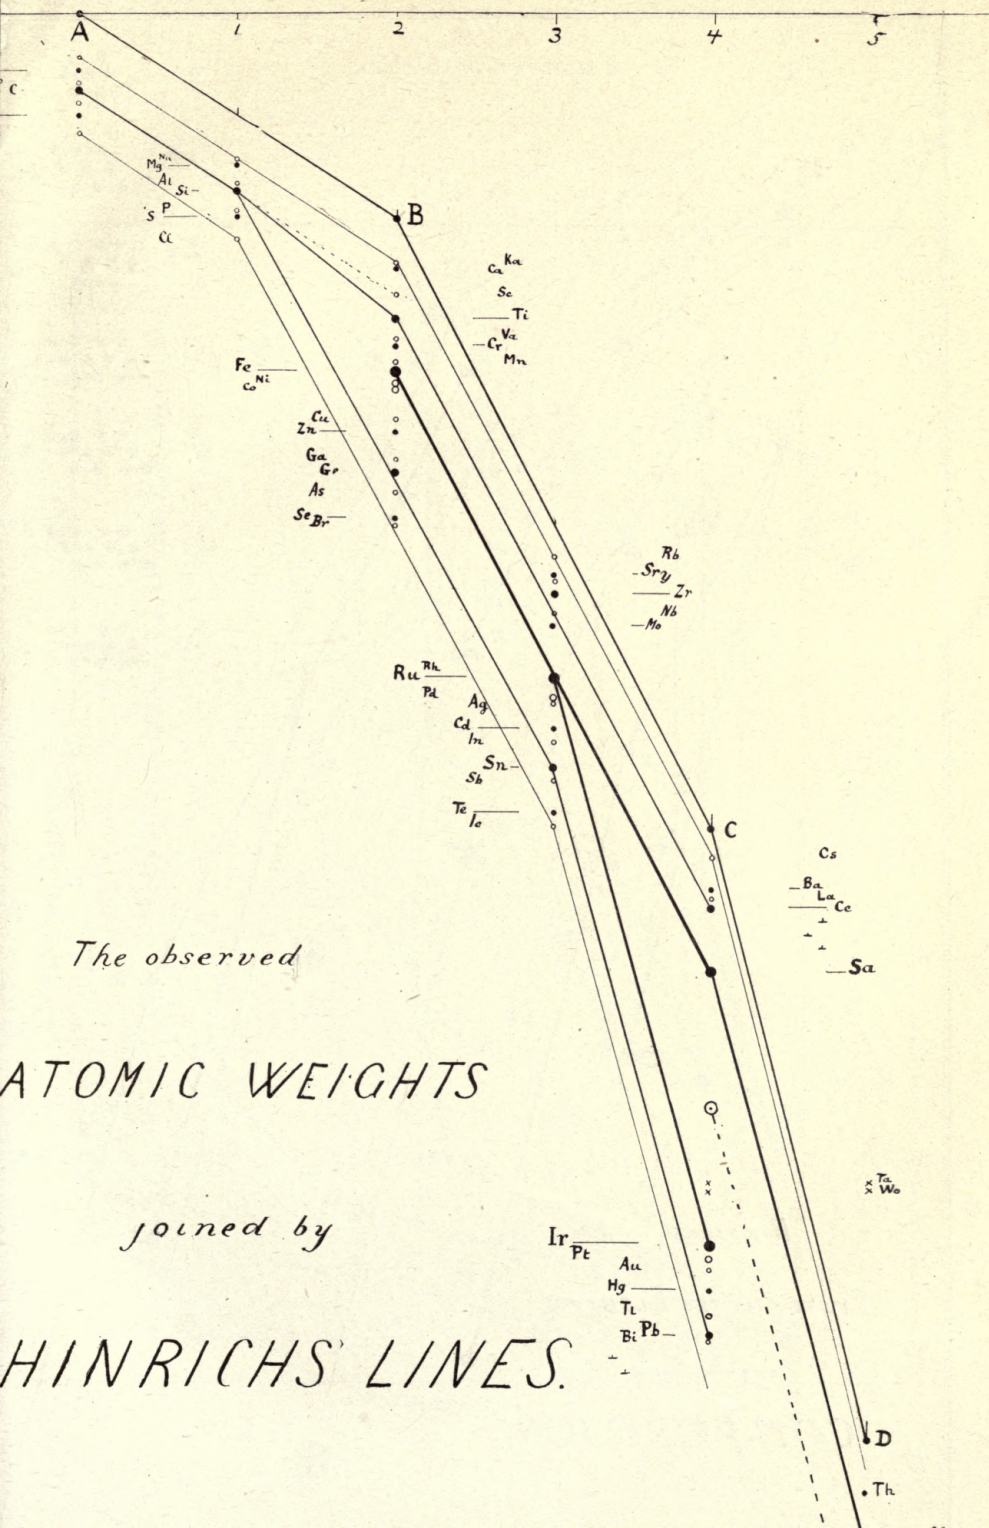 A 1 2 3 4 5
C
Na
Mg
Al
Si
P
S
Cl
B
Ka
Ca
Sc
Ti
Va
Cr
Mn
Fe
Ni
Co
Cu
Zn
Ga
Ge
As
Se Br
Rb
Sr y
Zr
Nb
Mo
Ru Rh
Pd
Ag
Cd
In
Sn
Sb
Te
Io
C
Cs
Ba
La
Ce
Sa
The observed
ATOMIC WEIGHTS
Ta
Wo
joined by
Ir
Pt
Au
Hg
Tl
Bi Pb
HINRICHS' LINES.
D
Th